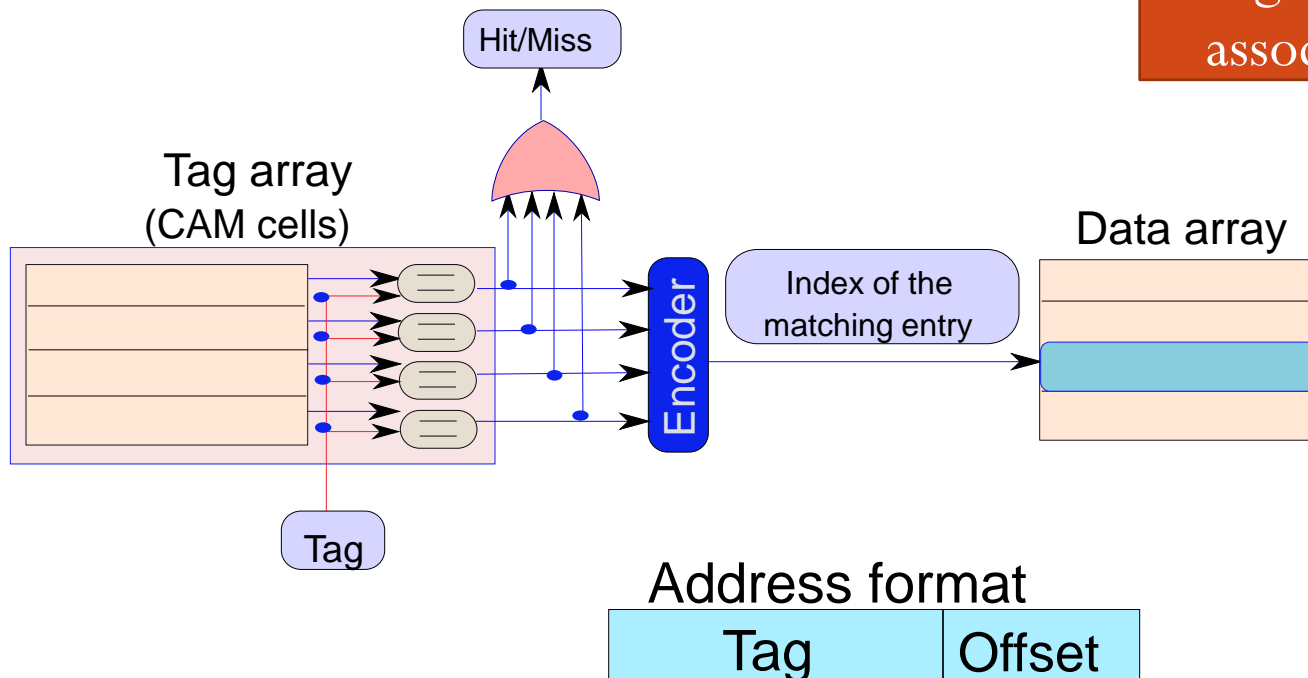 Hit/Miss
Tag array
(CAM cells)
Data array
Index of the
matching entry
Encoder
Tag
Address format
Tag Offset